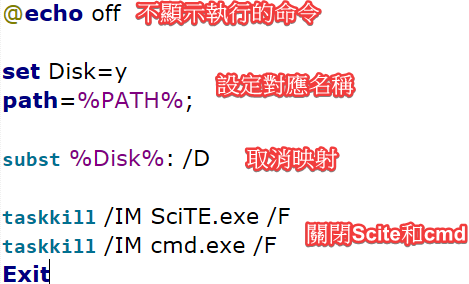 @echo off 不顯示執行的命令
set Disk=y
設定對應名稱
path=%PATH%;
subst %Disk%: /D 取消映射
taskkill /IM SciTE.exe /F
關閉Scite和cmd
taskkill /IM cmd.exe /F
Exit